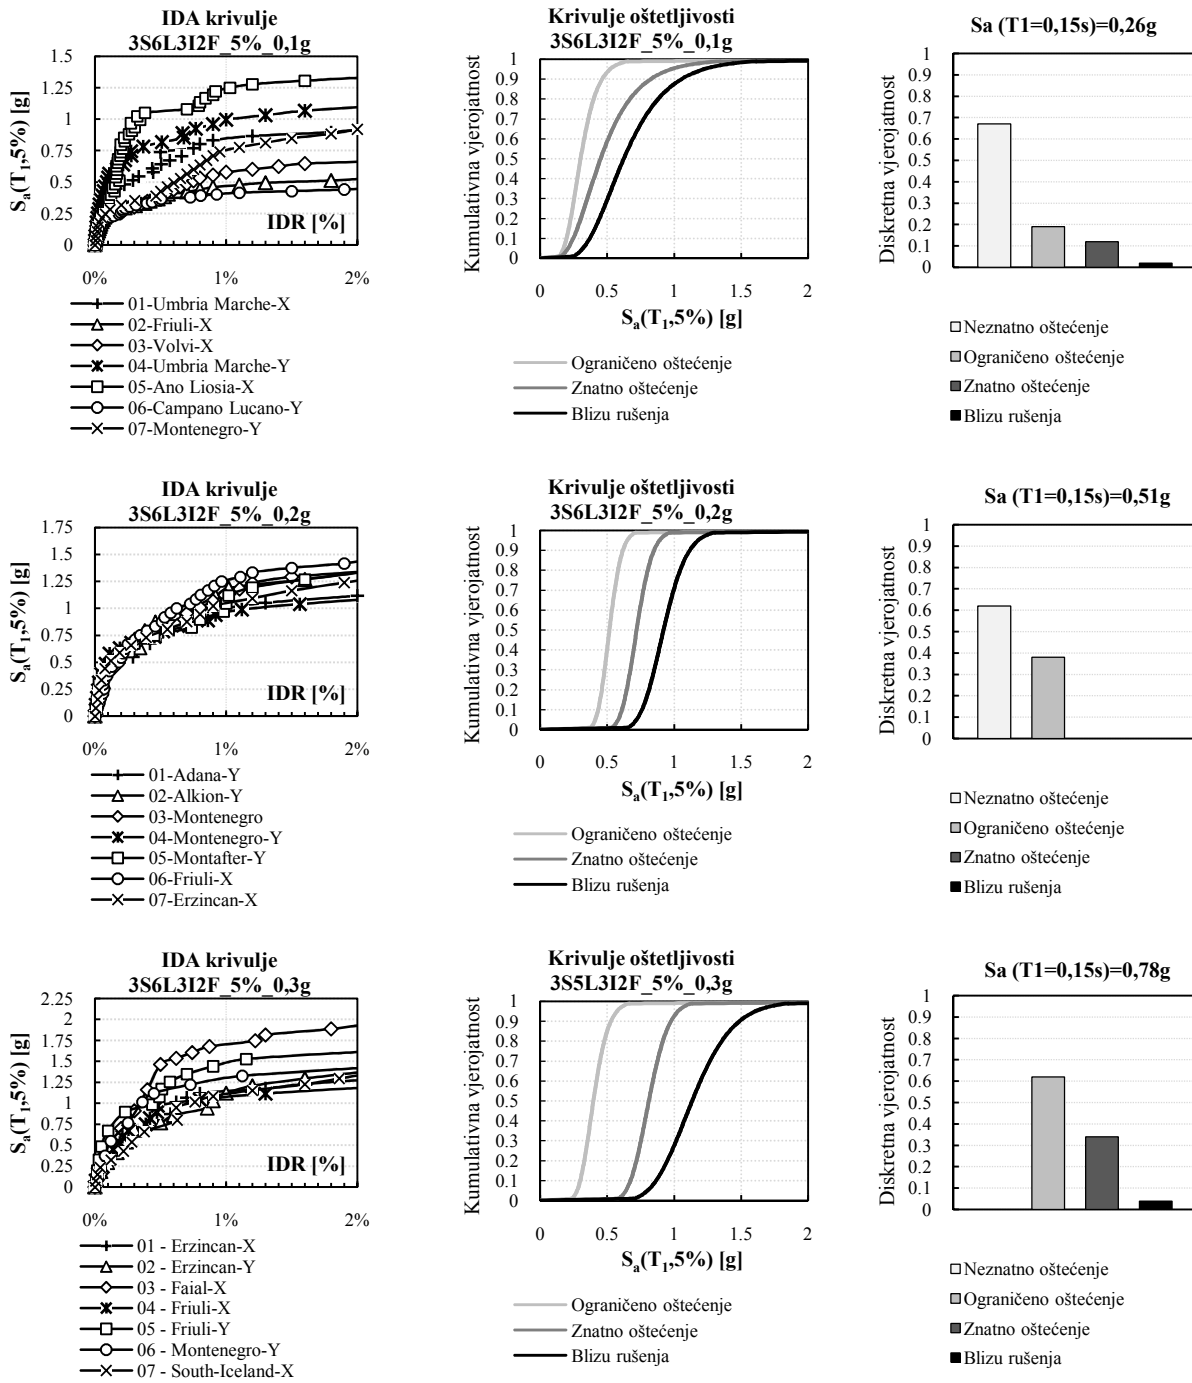 IDA krivulje
3S6L3I2F_5%_0,1g
Sa(T1,5%) [g]
1.5
1.25
1
0.75
0.5
0.25
0
IDR [%]
0% 1% 2%
01-Umbria Marche-X
02-Friuli-X
03-Volvi-X
04-Umbria Marche-Y
05-Ano Liosia-X
06-Campano Lucano-Y
07-Montenegro-Y
Krivulje oštetljivosti
3S6L3I2F_5%_0,1g
Kumulativna vjerojatnost
1
0.9
0.8
0.7
0.6
0.5
0.4
0.3
0.2
0.1
0
0 0.5 1 1.5 2
Sa(T1,5%) [g]
Ograničeno oštećenje
Znatno oštećenje
Blizu rušenja
Sa (T1=0,15s)=0,26g
Diskretna vjerojatnost
1
0.9
0.8
0.7
0.6
0.5
0.4
0.3
0.2
0.1
0
Neznatno oštećenje
Ograničeno oštećenje
Znatno oštećenje
Blizu rušenja
IDA krivulje
3S6L3I2F_5%_0,2g
Sa(T1,5%) [g]
1.75
1.5
1.25
1
0.75
0.5
0.25
0
IDR [%]
0% 1% 2%
01-Adana-Y
02-Alkion-Y
03-Montenegro
04-Montenegro-Y
05-Montafter-Y
06-Friuli-X
07-Erzincan-X
Krivulje oštetljivosti
3S6L3I2F_5%_0,2g
Kumulativna vjerojatnost
1
0.9
0.8
0.7
0.6
0.5
0.4
0.3
0.2
0.1
0
0 0.5 1 1.5 2
Sa(T1,5%) [g]
Ograničeno oštećenje
Znatno oštećenje
Blizu rušenja
Sa (T1=0,15s)=0,51g
Diskretna vjerojatnost
1
0.9
0.8
0.7
0.6
0.5
0.4
0.3
0.2
0.1
0
Neznatno oštećenje
Ograničeno oštećenje
Znatno oštećenje
Blizu rušenja
IDA krivulje
3S6L3I2F_5%_0,3g
Sa(T1,5%) [g]
2.25
2
1.75
1.5
1.25
1
0.75
0.5
0.25
0
IDR [%]
0% 1% 2%
01 - Erzincan-X
02 - Erzincan-Y
03 - Faial-X
04 - Friuli-X
05 - Friuli-Y
06 - Montenegro-Y
07 - South-Iceland-X
Krivulje oštetljivosti
3S5L3I2F_5%_0,3g
Kumulativna vjerojatnost
1
0.9
0.8
0.7
0.6
0.5
0.4
0.3
0.2
0.1
0
0 0.5 1 1.5 2
Sa(T1,5%) [g]
Ograničeno oštećenje
Znatno oštećenje
Blizu rušenja
Sa (T1=0,15s)=0,78g
Diskretna vjerojatnost
1
0.9
0.8
0.7
0.6
0.5
0.4
0.3
0.2
0.1
0
Neznatno oštećenje
Ograničeno oštećenje
Znatno oštećenje
Blizu rušenja